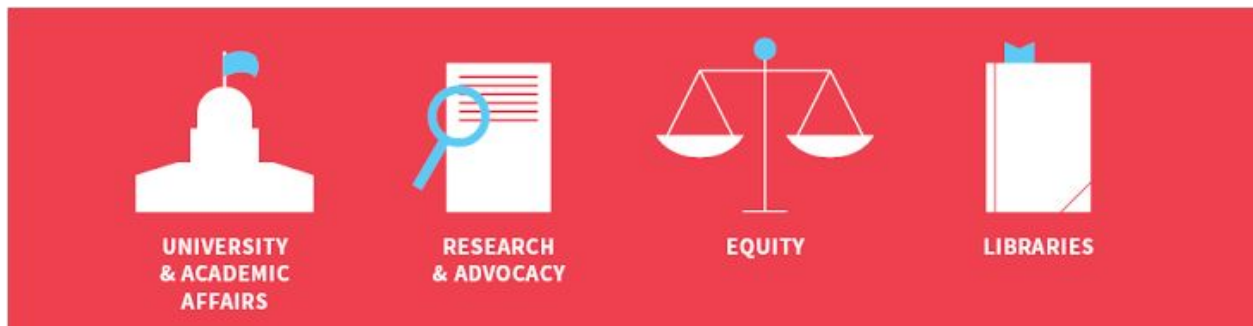 UNIVERSITY
& ACADEMIC
AFFAIRS
RESEARCH
& ADVOCACY
EQUITY
LIBRARIES